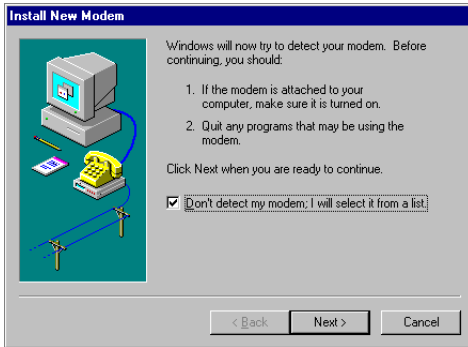 Install New Modem
Windows will now try to detect your modem. Before
continuing, you should:
1. If the modem is attached to your
computer, make sure it is turned on.
2. Quit any programs that may be using the
modem.
Click Next when you are ready to continue.
Don't detect my modem; I will select it from a list.
< Back
Next >
Cancel